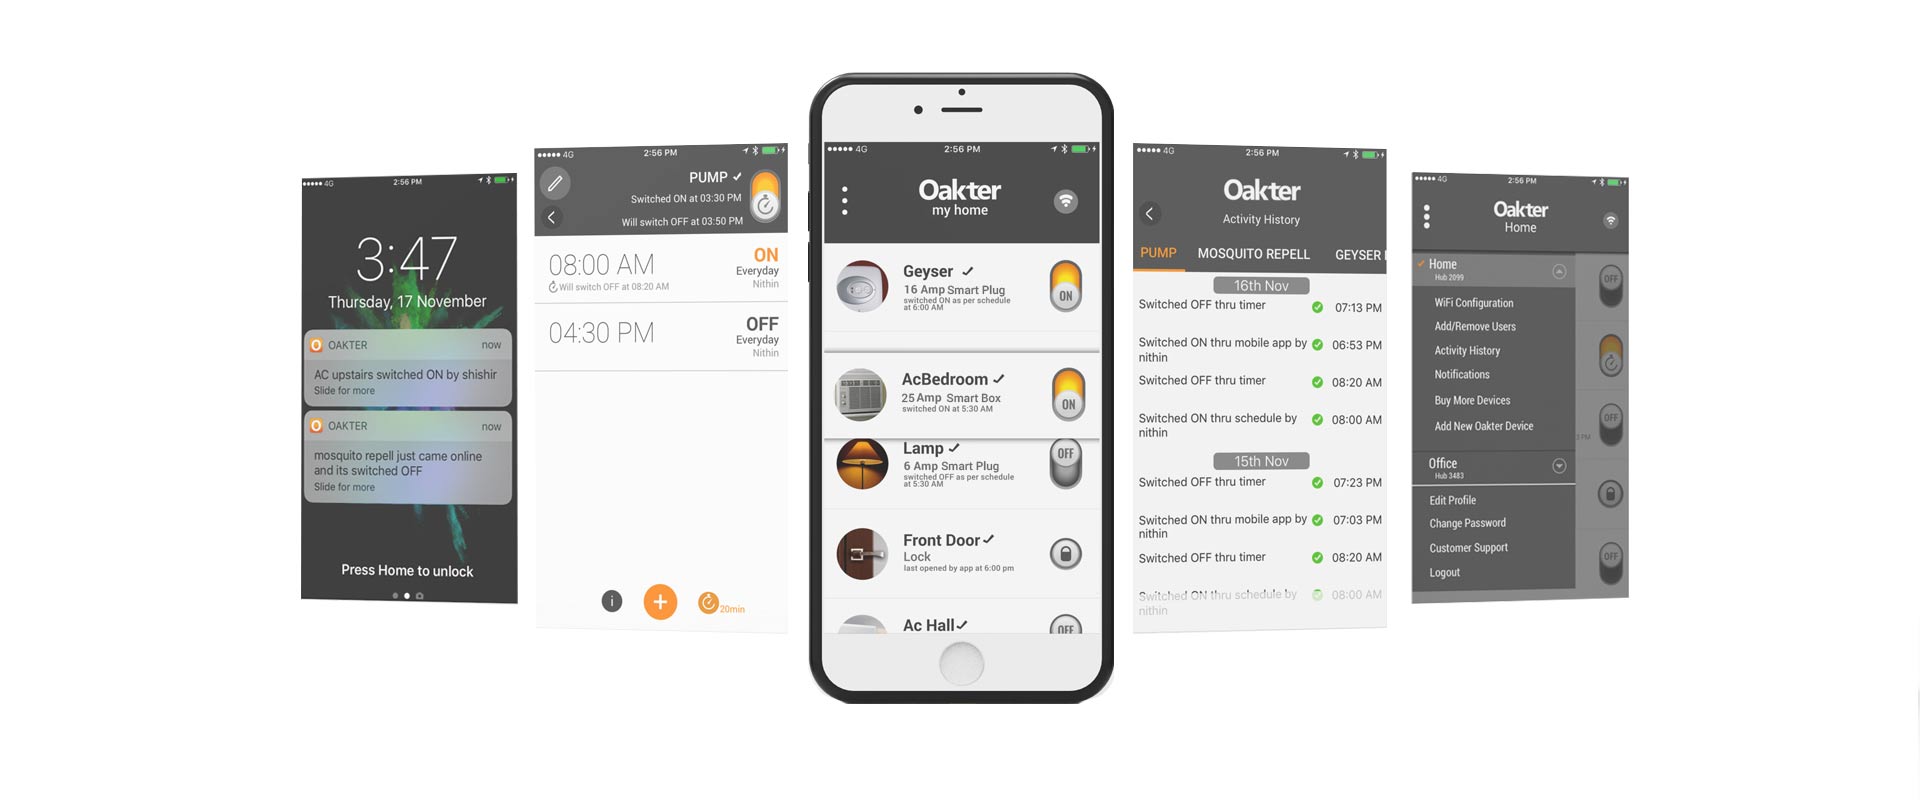 4G
2:56 PM
3:47
Thursday, 17 November
OAKTER
now
AC upstairs switched ON by shishir
Slide for more
OAKTER
now
mosquito repell just came online
and its switched OFF
Slide for more
Press Home to unlock
4G
2:56 PM
PUMP
Switched ON at 03:30 PM
Will switch OFF at 03:50 PM
08:00 AM
ON
Everyday
Will switch OFF at 08:20 AM
Nithin
04:30 PM
OFF
Everyday
Nithin
20min
4G
2:56 PM
Oakter
my home
Geyser
16 Amp Smart Plug
switched ON as per schedule
at 6:00 AM
ON
AcBedroom
25 Amp Smart Box
switched ON at 5:30 AM
ON
Lamp
6 Amp Smart Plug
switched OFF as per schedule
at 5:30 AM
OFF
Front Door
Lock
last opened by app at 6:00 pm
Ac Hall
OFF
4G
2:56 PM
Oakter
Activity History
PUMP
MOSQUITO REPELL
GEYSER
16th Nov
Switched OFF thru timer
07:13 PM
Switched ON thru mobile app by
nithin
06:53 PM
Switched OFF thru timer
08:20 AM
Switched ON thru schedule by
nithin
08:00 AM
15th Nov
Switched OFF thru timer
07:23 PM
Switched ON thru mobile app by
nithin
07:03 PM
Switched OFF thru timer
08:20 AM
Switched ON thru schedule by
nithin
08:00 AM
4G
2:56 PM
Oakter
Home
Home
Hub 2099
WiFi Configuration
Add/Remove Users
Activity History
Notifications
Buy More Devices
Add New Oakter Device
Office
Hub 3483
Edit Profile
Change Password
Customer Support
Logout
OFF
OFF
3 PM
OFF